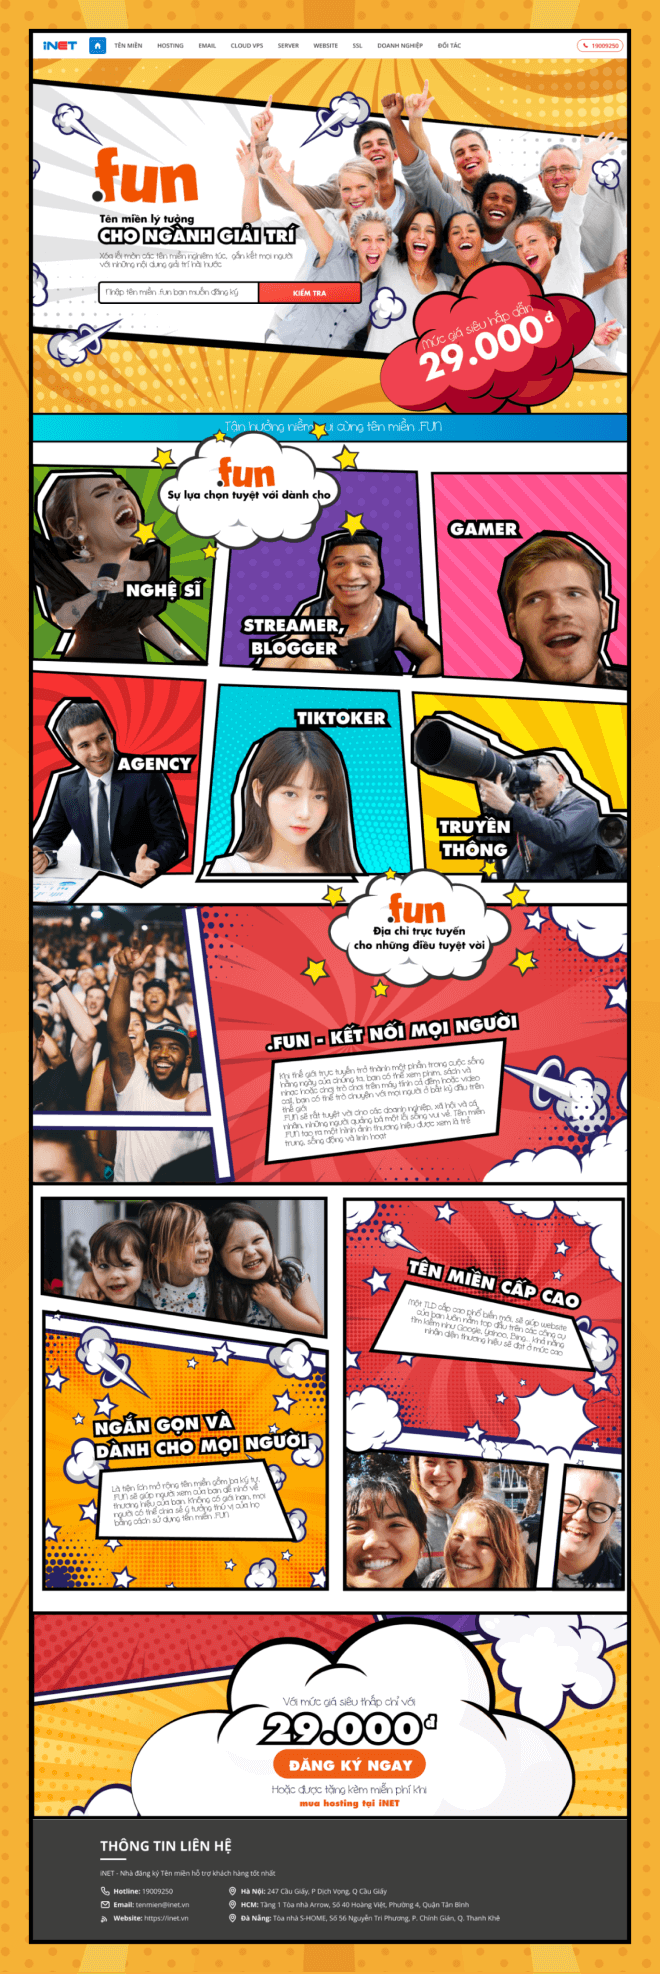 iNET
TÊN MIỀN HOSTING EMAIL CLOUD VPS SERVER WEBSITE SSL DOANH NGHIỆP ĐỐI TÁC 19009250
.fun
Tên miền lý tưởng
CHO NGÀNH GIẢI TRÍ
Xóa lối mòn các tên miền nghiêm túc, gắn kết mọi người
với những nội dung giải trí hài hước
Nhập tên miền .fun bạn muốn đăng ký KIỂM TRA
Mức giá siêu hấp dẫn
29.000đ
Tận hưởng niềm vui cùng tên miền .FUN
.fun
Sự lựa chọn tuyệt vời dành cho
GAMER
NGHỆ SĨ
STREAMER,
BLOGGER
TIKTOKER
AGENCY
TRUYỀN
THÔNG
.fun
Địa chỉ trực tuyến
cho những điều tuyệt vời
.FUN - KẾT NỐI MỌI NGƯỜI
Khi thế giới trực tuyến trở thành một phần trong cuộc sống
hằng ngày của chúng ta, bạn có thể xem phim, sách và
nhạc hoặc chơi trò chơi trên máy tính cá đêm hoặc video
call, bạn có thể trò chuyện với mọi người ở bất kỳ đâu trên
thế giới
.FUN sẽ rất tuyệt vời cho các doanh nghiệp, xã hội và cá
nhân, những người quảng bá một lối sống vui vẻ. Tên miền
.FUN tạo ra một hình ảnh thương hiệu được xem là trẻ
trung, sống động và linh hoạt
TÊN MIỀN CẤP CAO
Một TLD cấp cao phổ biến mới, sẽ giúp website
của bạn luôn nằm top đầu trên các công cụ
tìm kiếm như Google, Yahoo, Bing... khả năng
nhận diện thương hiệu sẽ đạt ở mức cao
NGẮN GỌN VÀ
DÀNH CHO MỌI NGƯỜI
Là tiện ích mở rộng tên miền gồm ba ký tự,
.FUN sẽ giúp người xem của bạn dễ nhớ về
thương hiệu của bạn. Không có giới hạn, mọi
người có thể chia sẻ ý tưởng thú vị của họ
bằng cách sử dụng tên miền .FUN
Với mức giá siêu thấp chỉ với
29.000đ
ĐĂNG KÝ NGAY
Hoặc được tặng kèm miễn phí khi
mua hosting tại iNET
THÔNG TIN LIÊN HỆ
iNET - Nhà đăng ký Tên miền hỗ trợ khách hàng tốt nhất
Hotline: 19009250 Hà Nội: 247 Cầu Giấy, P Dịch Vọng, Q Cầu Giấy
Email: tenmien@inet.vn HCM: Tầng 1 Tòa nhà Arrow, Số 40 Hoàng Việt, Phường 4, Quận Tân Bình
Website: https://inet.vn Đà Nẵng: Tòa nhà S-HOME, Số 56 Nguyễn Tri Phương, P. Chính Gián, Q. Thanh Khê